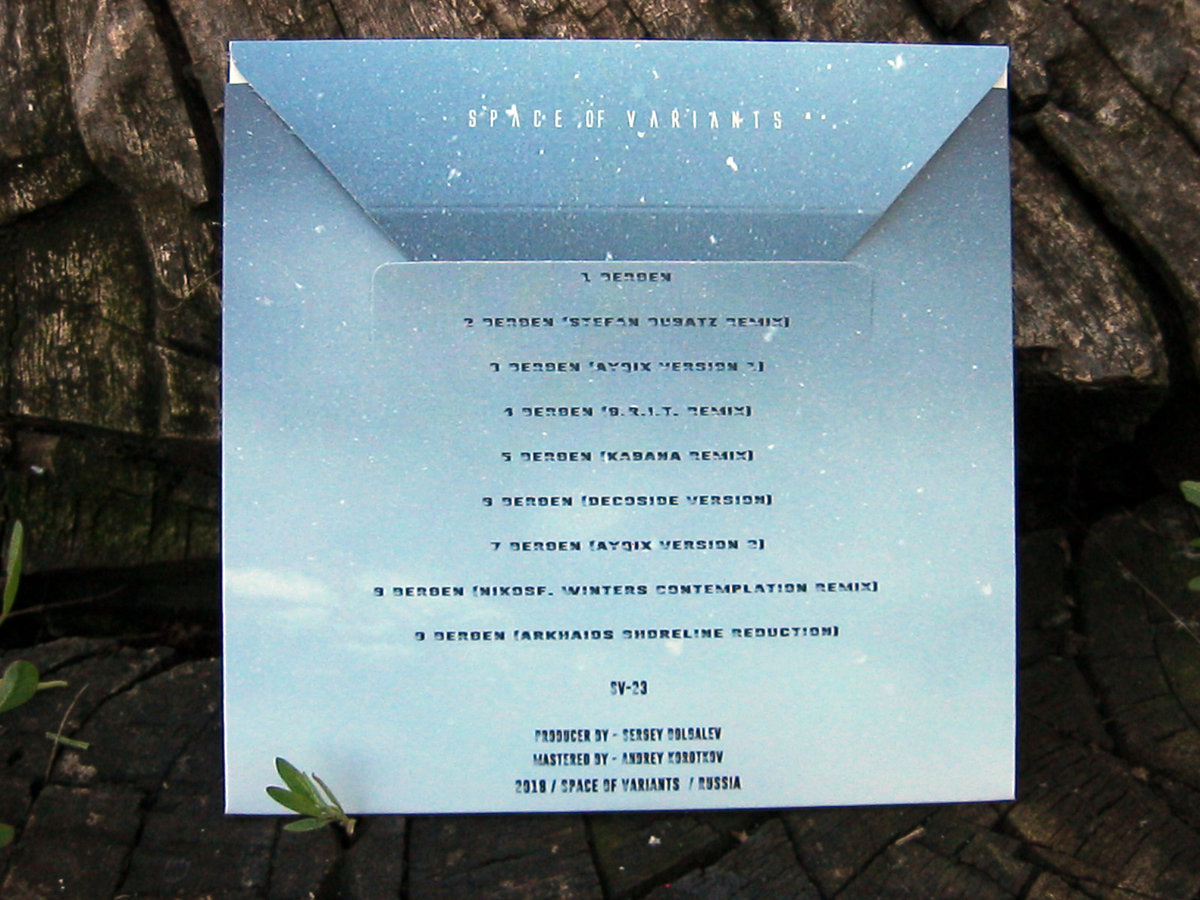 SPACE OF VARIANTS
1 BERGEN
2 BERGEN (STEFAN GUBATZ REMIX)
3 BERGEN (AYQIX VERSION 1)
4 BERGEN (B.R.I.T. REMIX)
5 BERGEN (KABANA REMIX)
6 BERGEN (DECOSIDE VERSION)
7 BERGEN (AYQIX VERSION 2)
8 BERGEN (NIKOSF. WINTERS CONTEMPLATION REMIX)
9 BERGEN (ARKHAIOS SHORELINE REDUCTION)
SV-23
PRODUCER BY - SERGEY DOLGALEV
MASTERED BY - ANDREY KOROTKOV
2018 / SPACE OF VARIANTS / RUSSIA